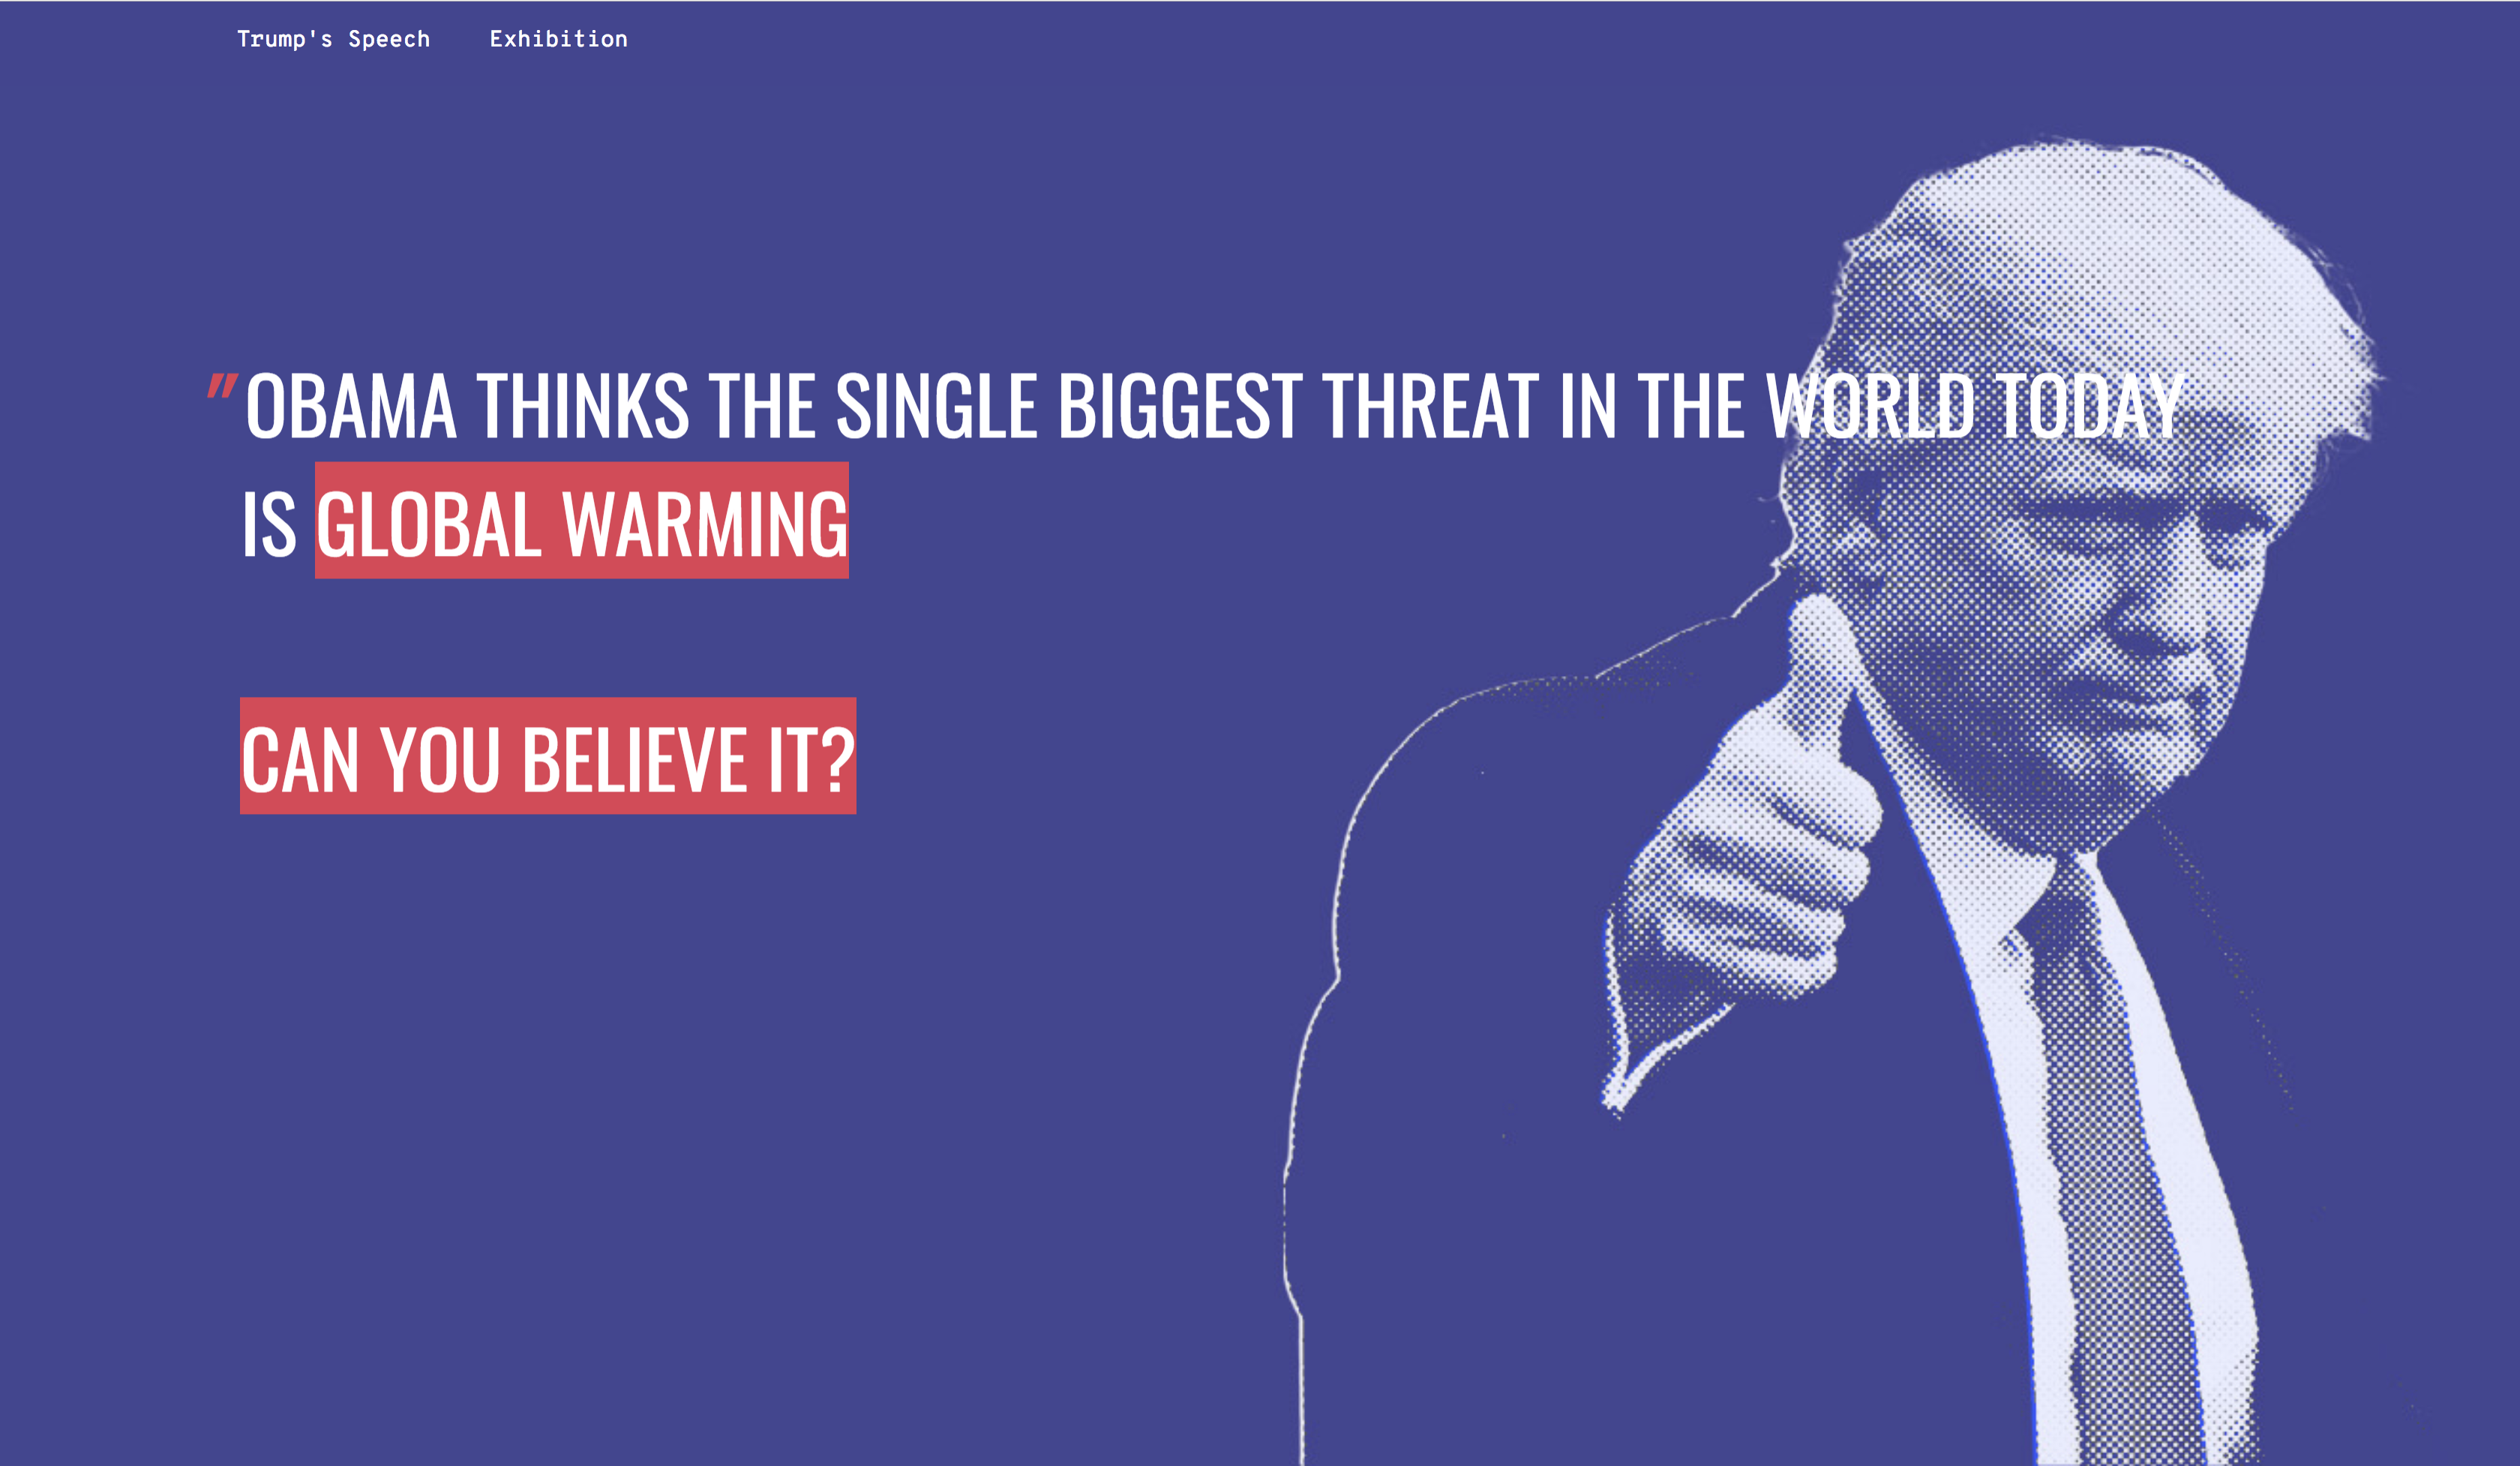 Trump's Speech Exhibition
"OBAMA THINKS THE SINGLE BIGGEST THREAT IN THE WORLD TODAY
IS GLOBAL WARMING
CAN YOU BELIEVE IT?